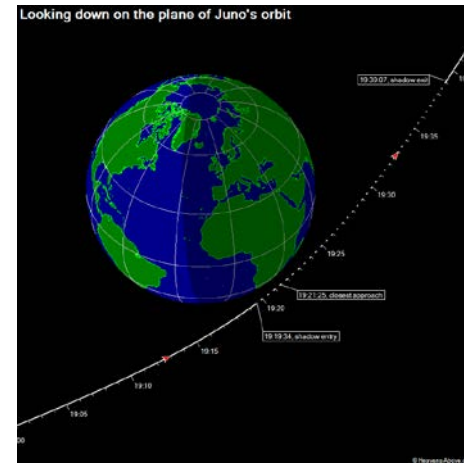 Looking down on the plane of Juno's orbit
19:39:07, shadow exit
19:35
19:30
19:25
19:21:25, closest approach
19:20
19:19:34, shadow entry
19:15
19:10
19:05
:00
© Heavens Above